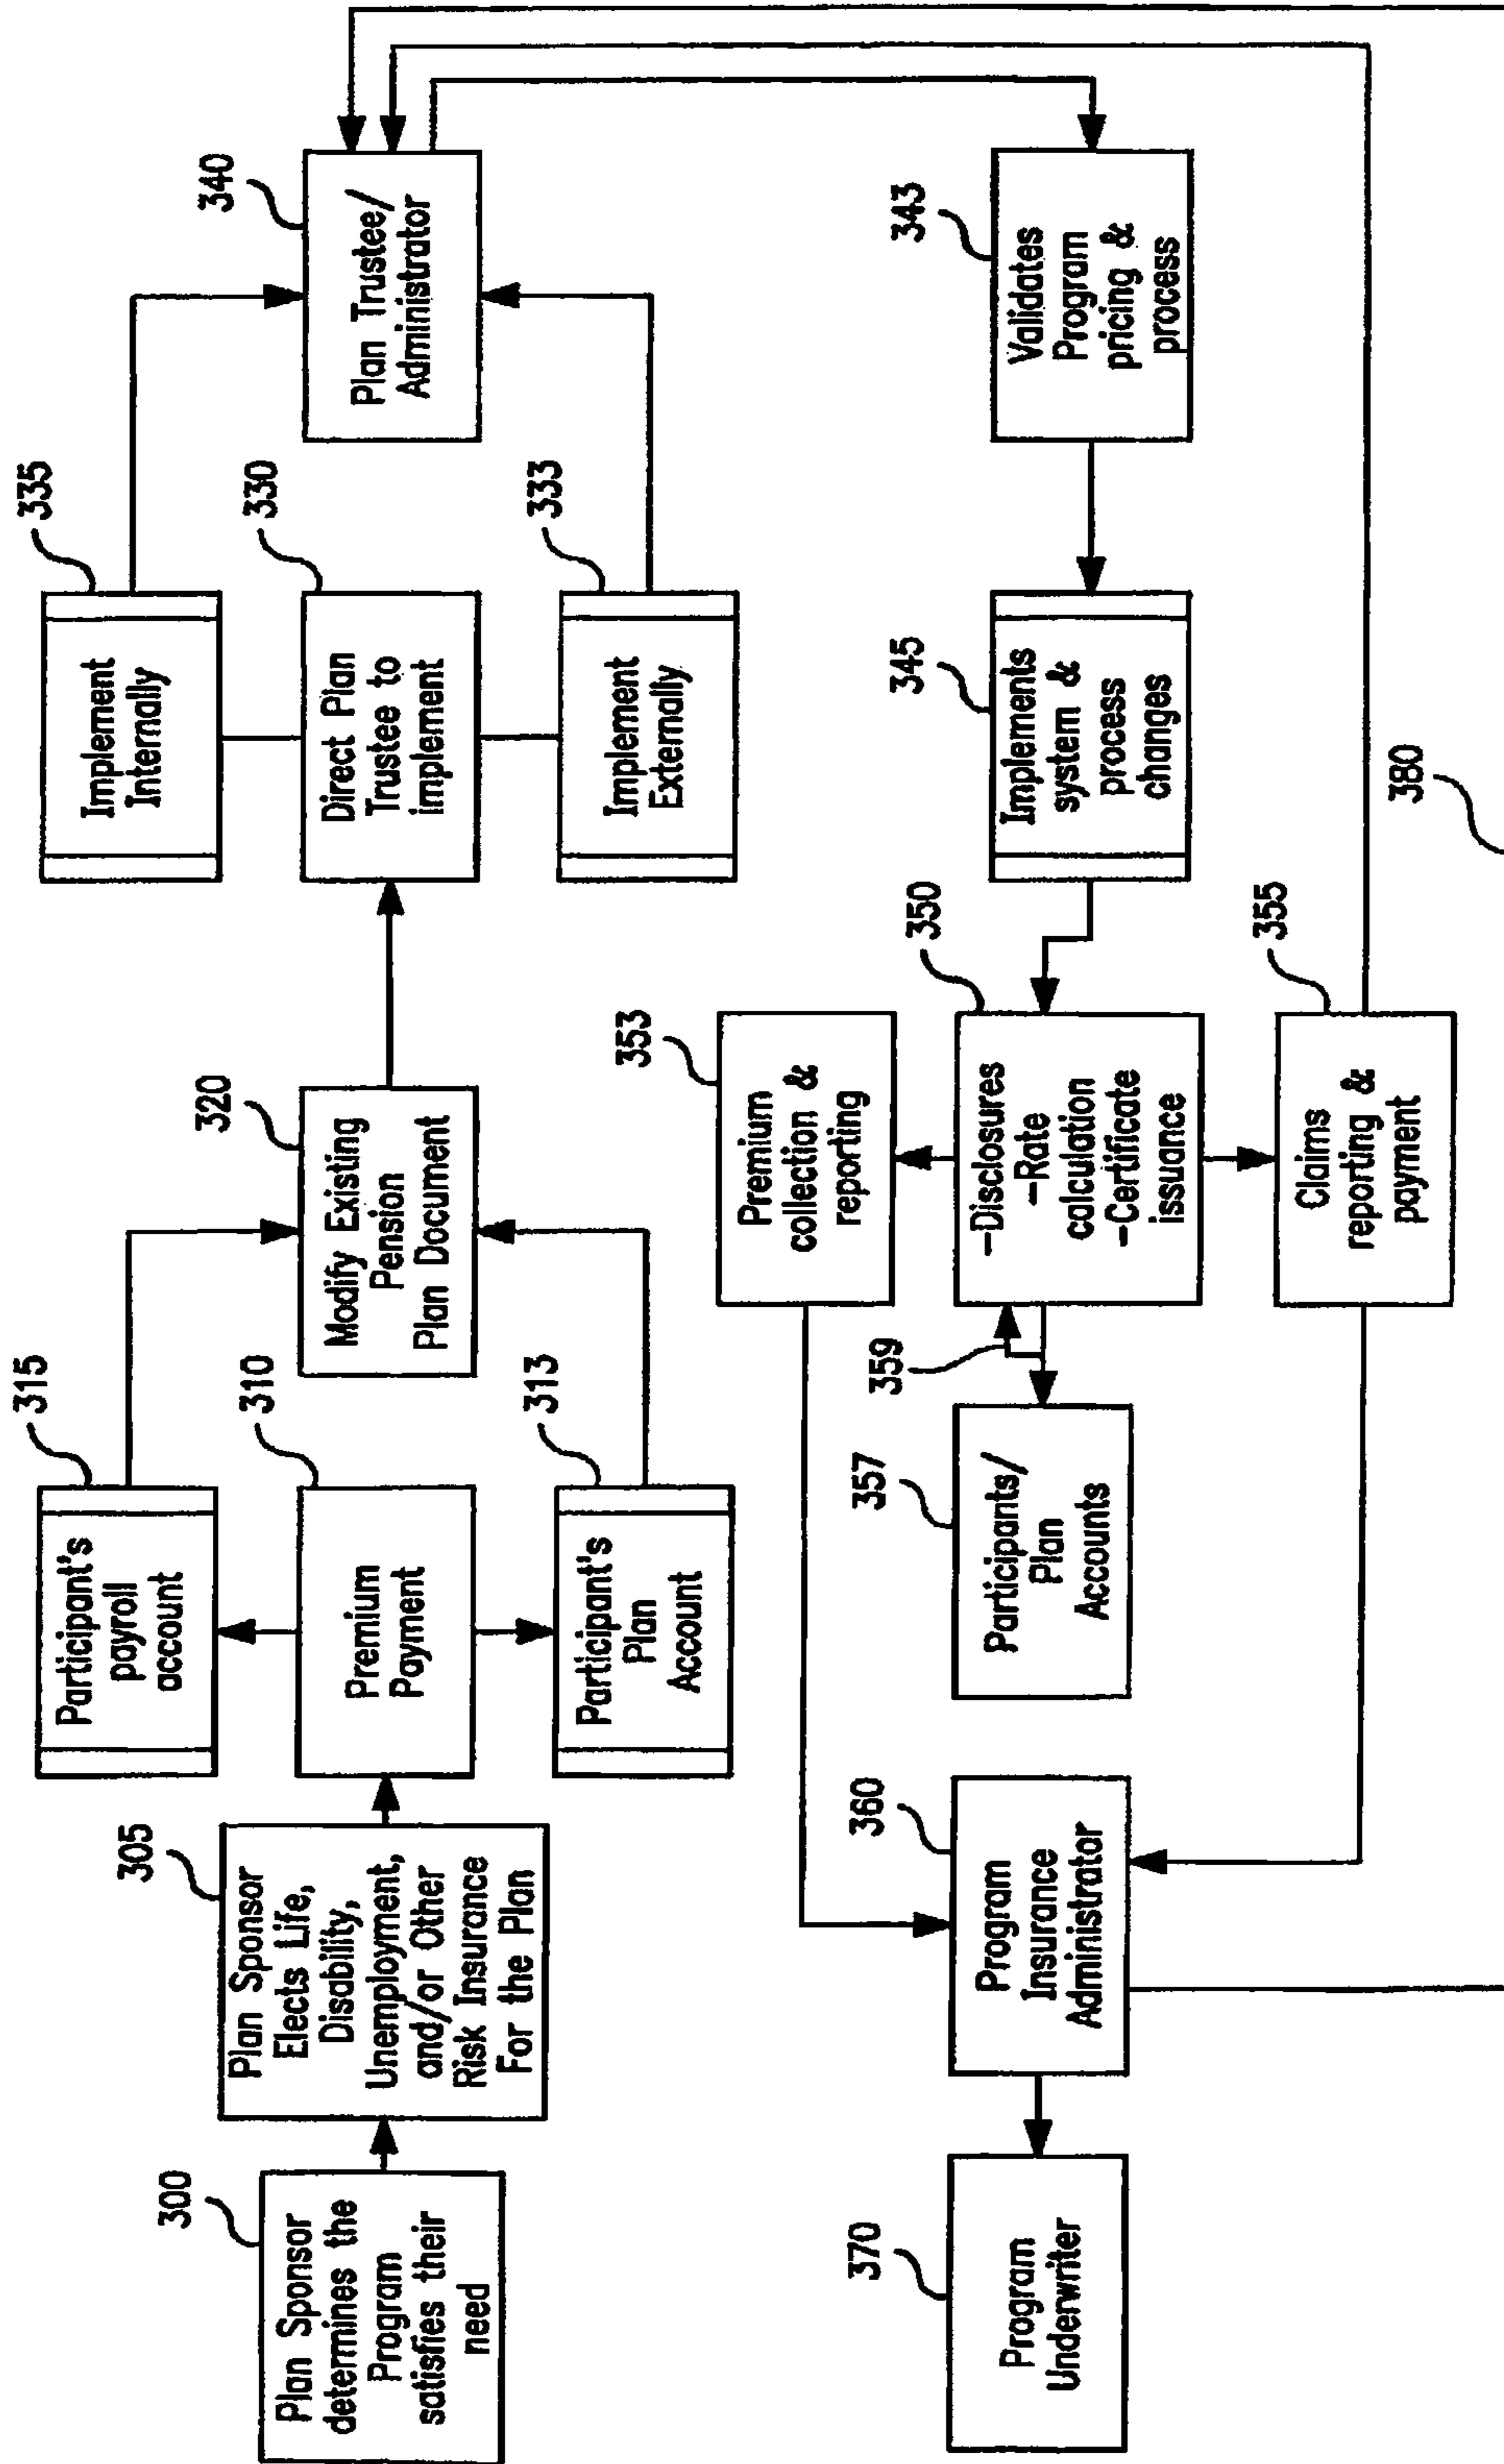 300
Plan Sponsor
determines the
Program
satisfies their
need
305
Plan Sponsor
Elects Life,
Disability,
Unemployment,
and/or Other
Risk Insurance
For the Plan
315
Participant's
payroll
account
310
Premium
Payment
313
Participant's
Plan
Account
320
Modify Existing
Pension
Plan Document
335
Implement
Internally
330
Direct Plan
Trustee to
implement
333
Implement
Externally
340
Plan Trustee/
Administrator
343
Validates
Program
pricing &
process
345
Implements
system &
process
changes
350
-Disclosures
-Rate
calculation
-Certificate
issuance
353
Premium
collection &
reporting
355
Claims
reporting &
payment
359
357
Participants/
Plan
Accounts
360
Program
Insurance
Administrator
370
Program
Underwriter
380